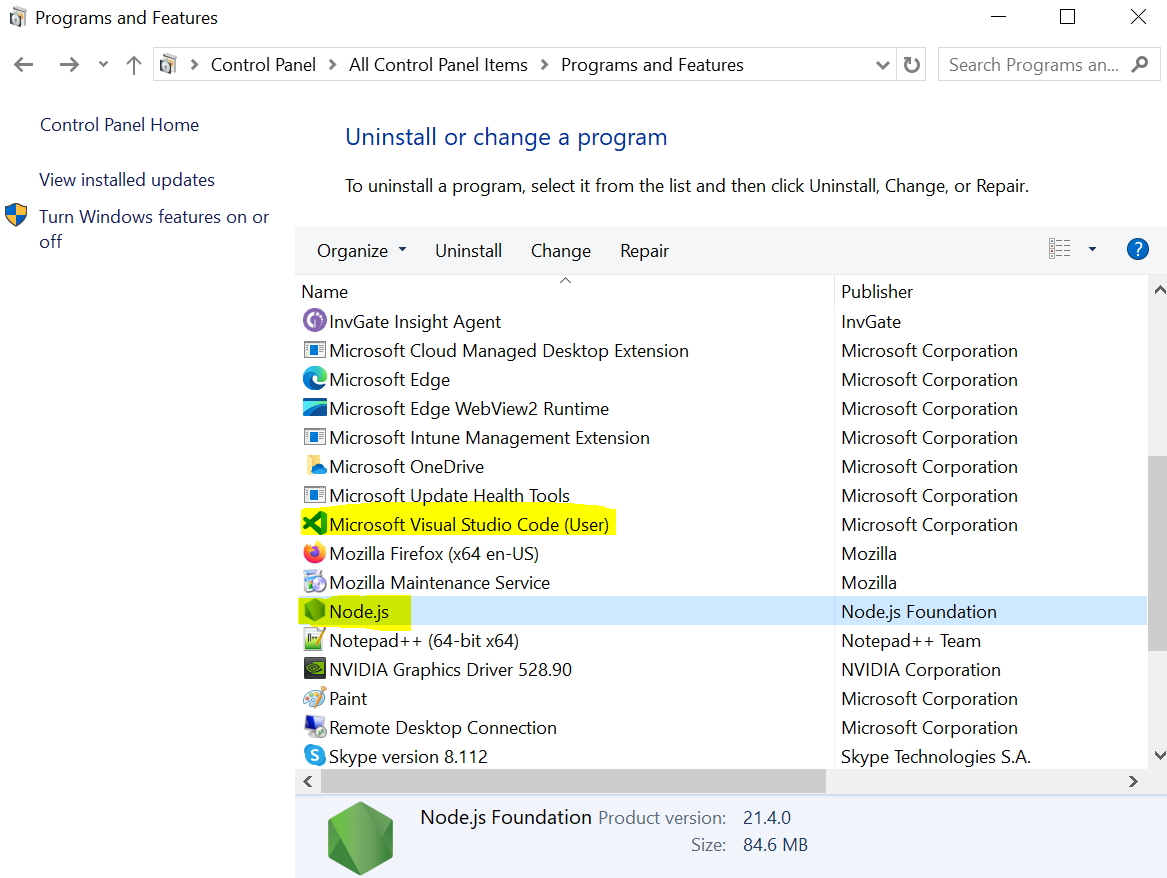 Programs and Features
Control Panel > All Control Panel Items > Programs and Features
Search Programs an...
Control Panel Home
View installed updates
Turn Windows features on or
off
Uninstall or change a program
To uninstall a program, select it from the list and then click Uninstall, Change, or Repair.
Organize Uninstall Change Repair ?
Name Publisher
InvGate Insight Agent InvGate
Microsoft Cloud Managed Desktop Extension Microsoft Corporation
Microsoft Edge Microsoft Corporation
Microsoft Edge WebView2 Runtime Microsoft Corporation
Microsoft Intune Management Extension Microsoft Corporation
Microsoft OneDrive Microsoft Corporation
Microsoft Update Health Tools Microsoft Corporation
Microsoft Visual Studio Code (User) Microsoft Corporation
Mozilla Firefox (x64 en-US) Mozilla
Mozilla Maintenance Service Mozilla
Node.js Node.js Foundation
Notepad++ (64-bit x64) Notepad++ Team
NVIDIA Graphics Driver 528.90 NVIDIA Corporation
Paint Microsoft Corporation
Remote Desktop Connection Microsoft Corporation
Skype version 8.112 Skype Technologies S.A.
Node.js Foundation Product version: 21.4.0
Size: 84.6 MB